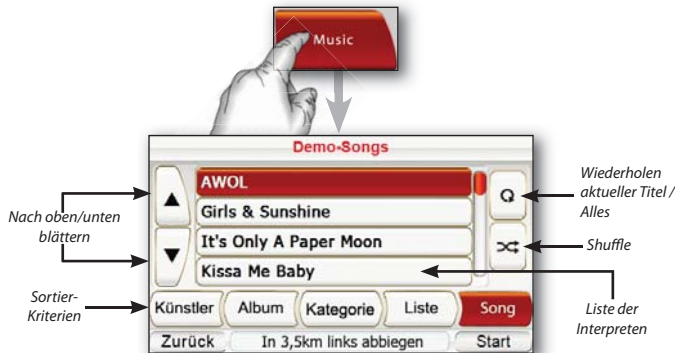 Music
Demo-Songs
AWOL
Girls & Sunshine
It's Only A Paper Moon
Kissa Me Baby
Künstler
Album
Kategorie
Liste
Song
Zurück
In 3,5km links abbiegen
Start
Nach oben/unten
blättern
Sortier-
Kriterien
Wiederholen
aktueller Titel /
Alles
Shuffle
Liste der
Interpreten